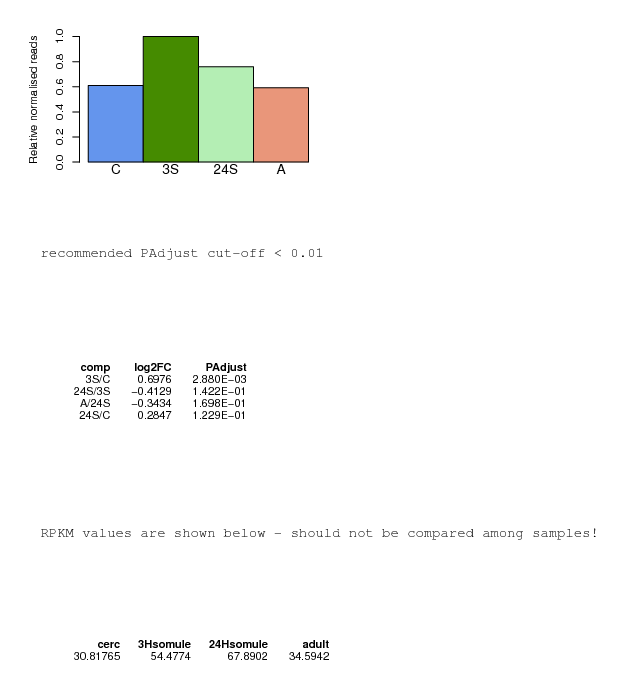 Relative normalised reads
1.0
0.8
0.6
0.4
0.2
0.0
C 3S 24S A
recommended PAdjust cut-off < 0.01
comp log2FC PAdjust
3S/C 0.6976 2.880E-03
24S/3S -0.4129 1.422E-01
A/24S -0.3434 1.698E-01
24S/C 0.2847 1.229E-01
RPKM values are shown below - should not be compared among samples!
cerc 3Hsomule 24Hsomule adult
30.81765 54.4774 67.8902 34.5942